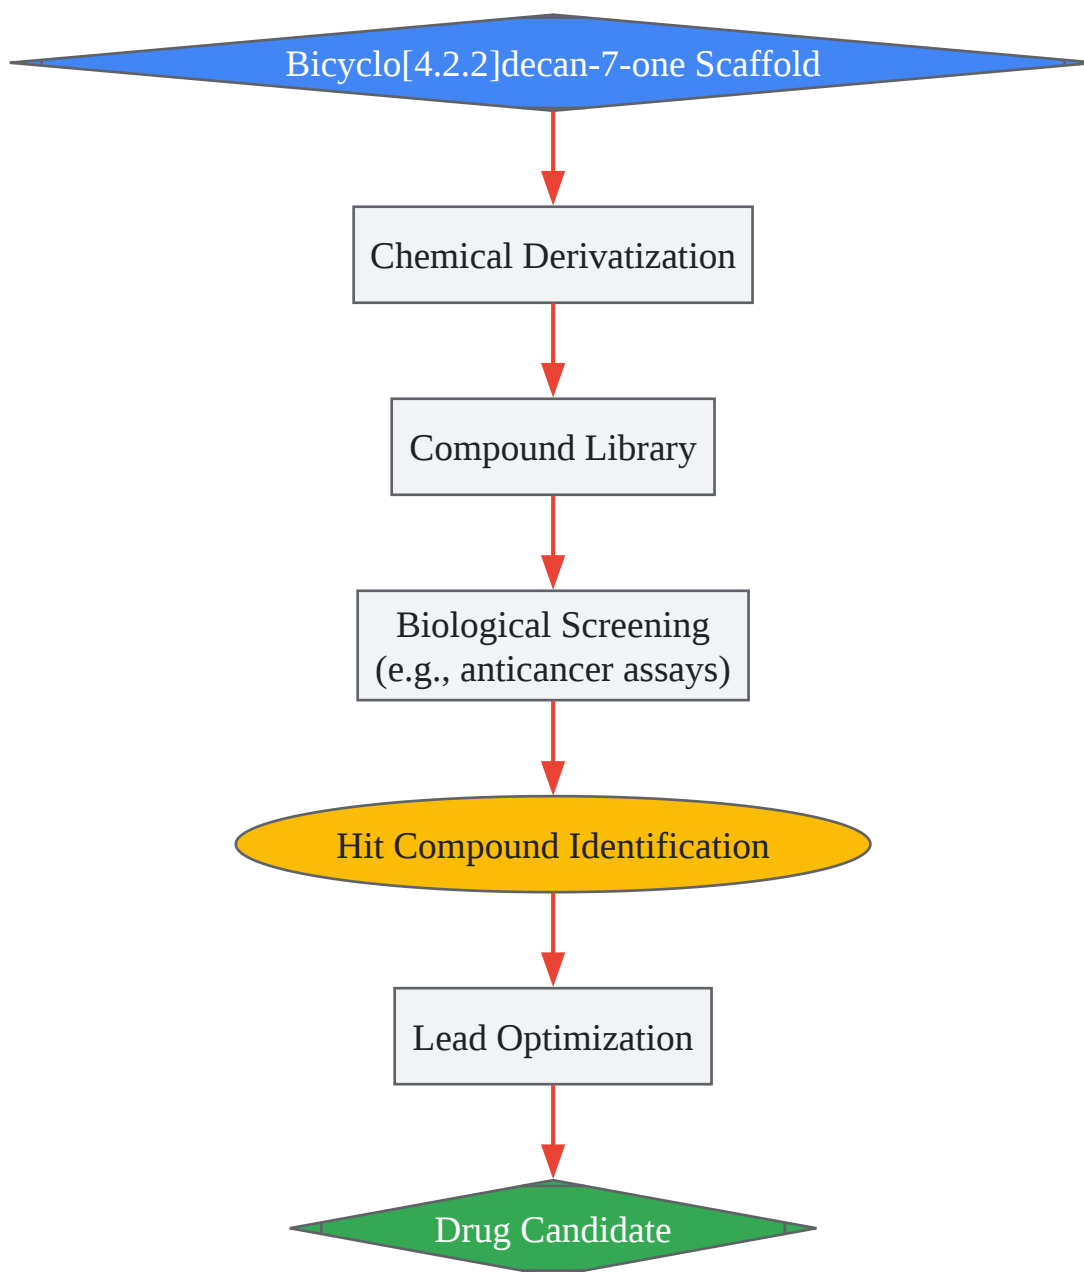 Bicyclo[4.2.2]decan-7-one Scaffold
Chemical Derivatization
Compound Library
Biological Screening
(e.g., anticancer assays)
Hit Compound Identification
Lead Optimization
Drug Candidate